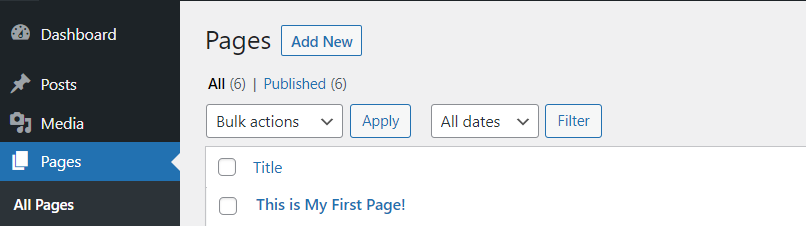 Dashboard
Posts
Media
Pages
All Pages
Pages Add New
All (6) | Published (6)
Bulk actions Apply All dates Filter
Title
This is My First Page!